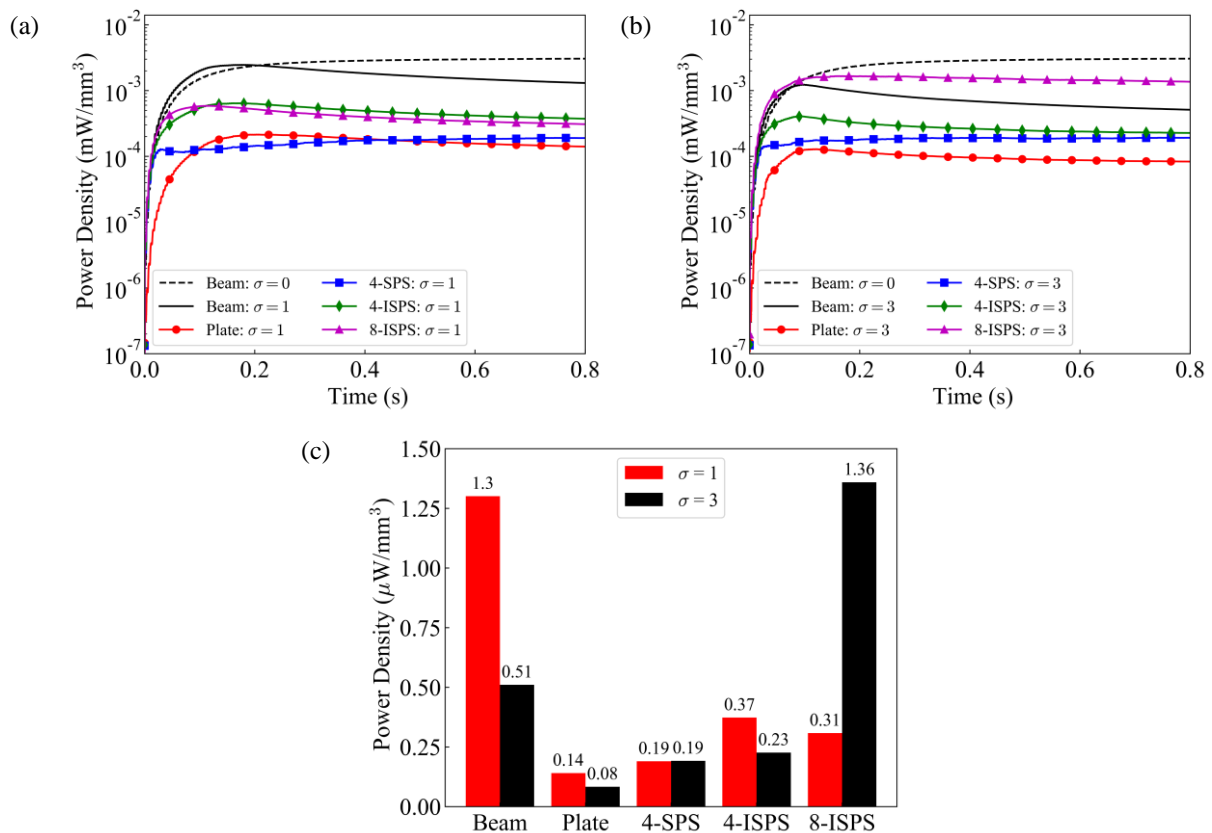 (a)
Power Density (mW/mm³)
10⁻²
10⁻³
10⁻⁴
10⁻⁵
10⁻⁶
10⁻⁷
Beam: σ = 0
Beam: σ = 1
Plate: σ = 1
4-SPS: σ = 1
4-ISPS: σ = 1
8-ISPS: σ = 1
0.0 0.2 0.4 0.6 0.8
Time (s)
(b)
Power Density (mW/mm³)
10⁻²
10⁻³
10⁻⁴
10⁻⁵
10⁻⁶
10⁻⁷
Beam: σ = 0
Beam: σ = 3
Plate: σ = 3
4-SPS: σ = 3
4-ISPS: σ = 3
8-ISPS: σ = 3
0.0 0.2 0.4 0.6 0.8
Time (s)
(c)
Power Density (μW/mm³)
1.50
1.25
1.00
0.75
0.50
0.25
0.00
σ = 1
σ = 3
1.3 0.51 0.14 0.08 0.19 0.19 0.37 0.23 0.31 1.36
Beam Plate 4-SPS 4-ISPS 8-ISPS